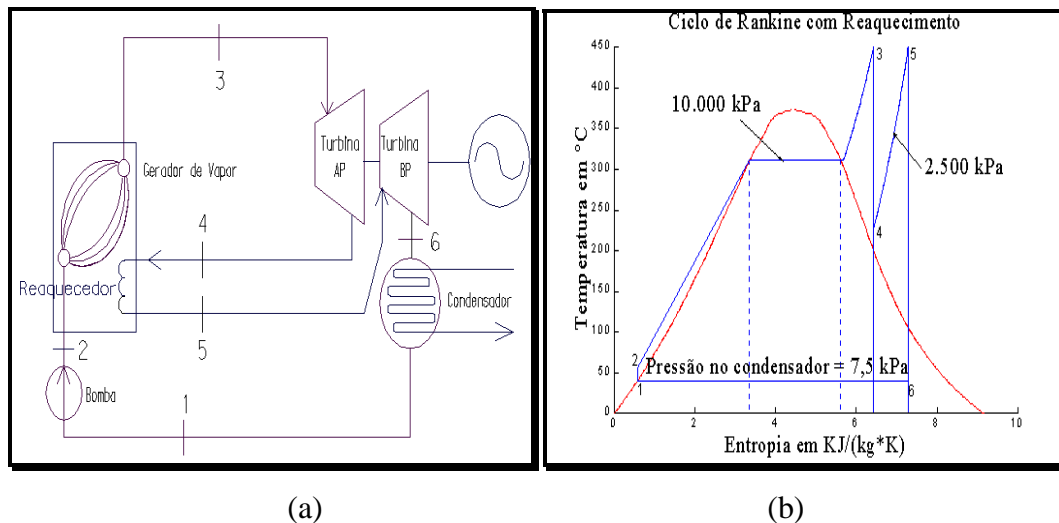 3
Turbina
AP
Turbina
BP
Gerador de Vapor
4
6
Reaquecedor
Condensador
5
2
Bomba
1
(a)
Ciclo de Rankine com Reaquecimento
Temperatura em °C
450
400
350
300
250
200
150
100
50
0
3
5
10.000 kPa
2.500 kPa
4
2
Pressão no condensador = 7,5 kPa
1
6
0
2
4
6
8
10
Entropia em KJ/(kg*K)
(b)